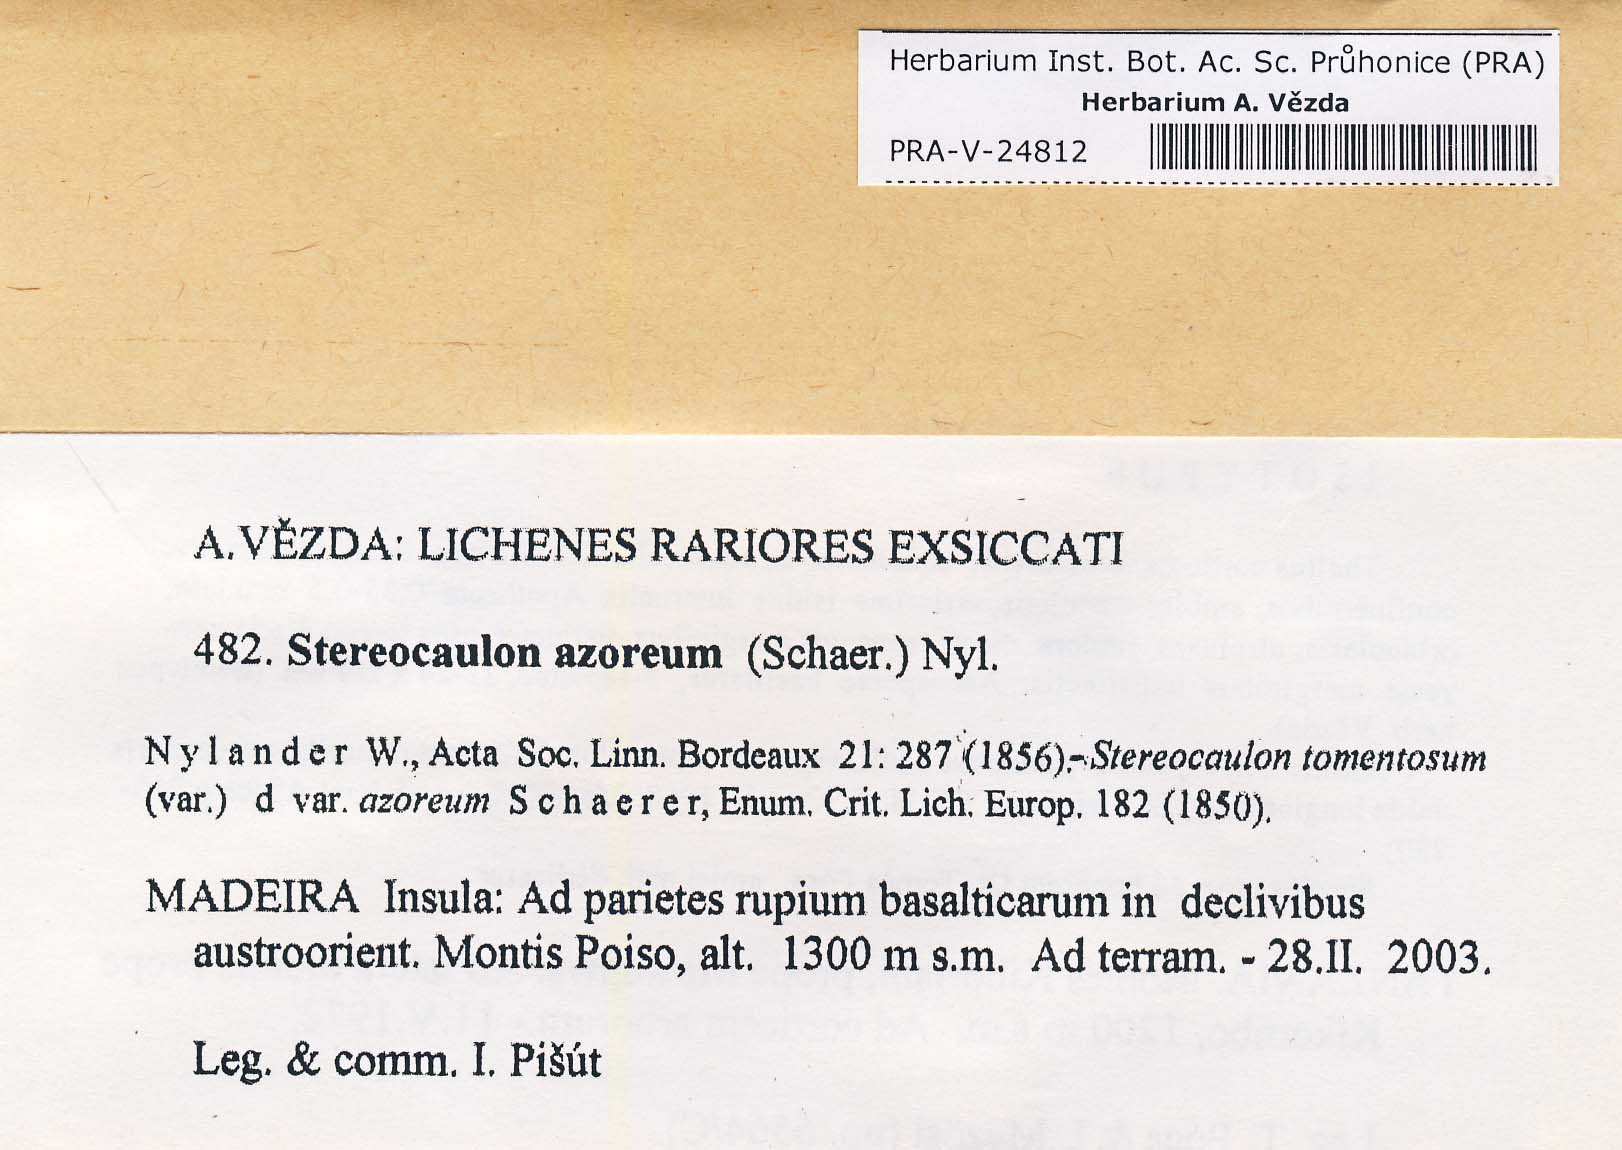 Herbarium Inst. Bot. Ac. Sc. Průhonice (PRA)
Herbarium A. Vězda
PRA-V-24812
A. VĚZDA: LICHENES RARIORES EXSICCATI
482. Stereocaulon azoreum (Schaer.) Nyl.
Nylander W., Acta Soc. Linn. Bordeaux 21: 287 (1856).-Stereocaulon tomentosum
(var.) d var. azoreum Schaerer, Enum. Crit. Lich. Europ. 182 (1850).
MADEIRA Insula: Ad parietes rupium basalticarum in declivibus
austroorient. Montis Poiso, alt. 1300 m s.m. Ad terram. - 28.II. 2003.
Leg. & comm. I. Pišút